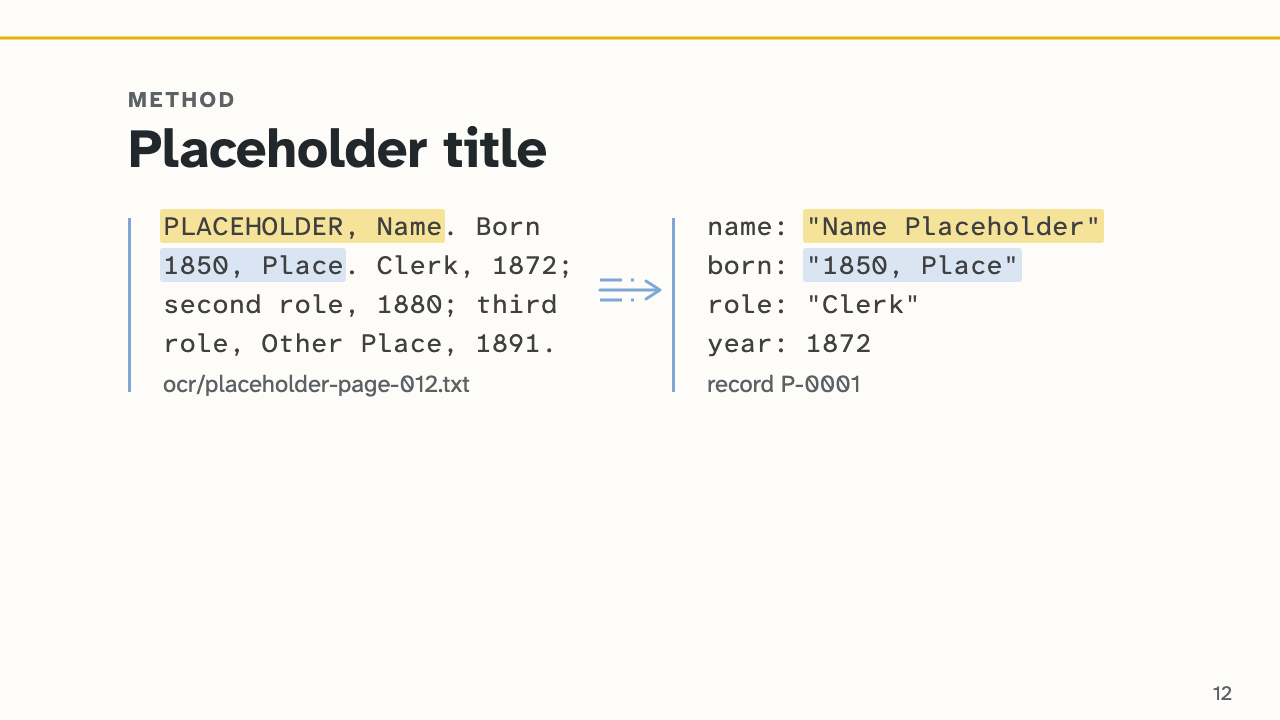 METHOD
Placeholder title
PLACEHOLDER, Name. Born
1850, Place. Clerk, 1872;
second role, 1880; third
role, Other Place, 1891.
ocr/placeholder-page-012.txt
name: "Name Placeholder"
born: "1850, Place"
role: "Clerk"
year: 1872
record P-0001
12